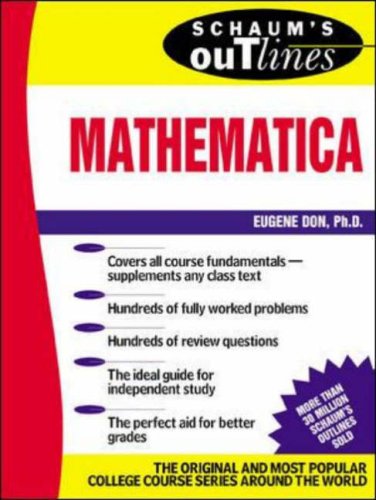 SCHAUM'S
ouTlines
MATHEMATICA
EUGENE DON, Ph.D.
Covers all course fundamentals —
supplements any class text
Hundreds of fully worked problems
Hundreds of review questions
The ideal guide for
independent study
The perfect aid for better
grades
MORE THAN
30 MILLION
SCHAUM'S
OUTLINES
SOLD
THE ORIGINAL AND MOST POPULAR
COLLEGE COURSE SERIES AROUND THE WORLD